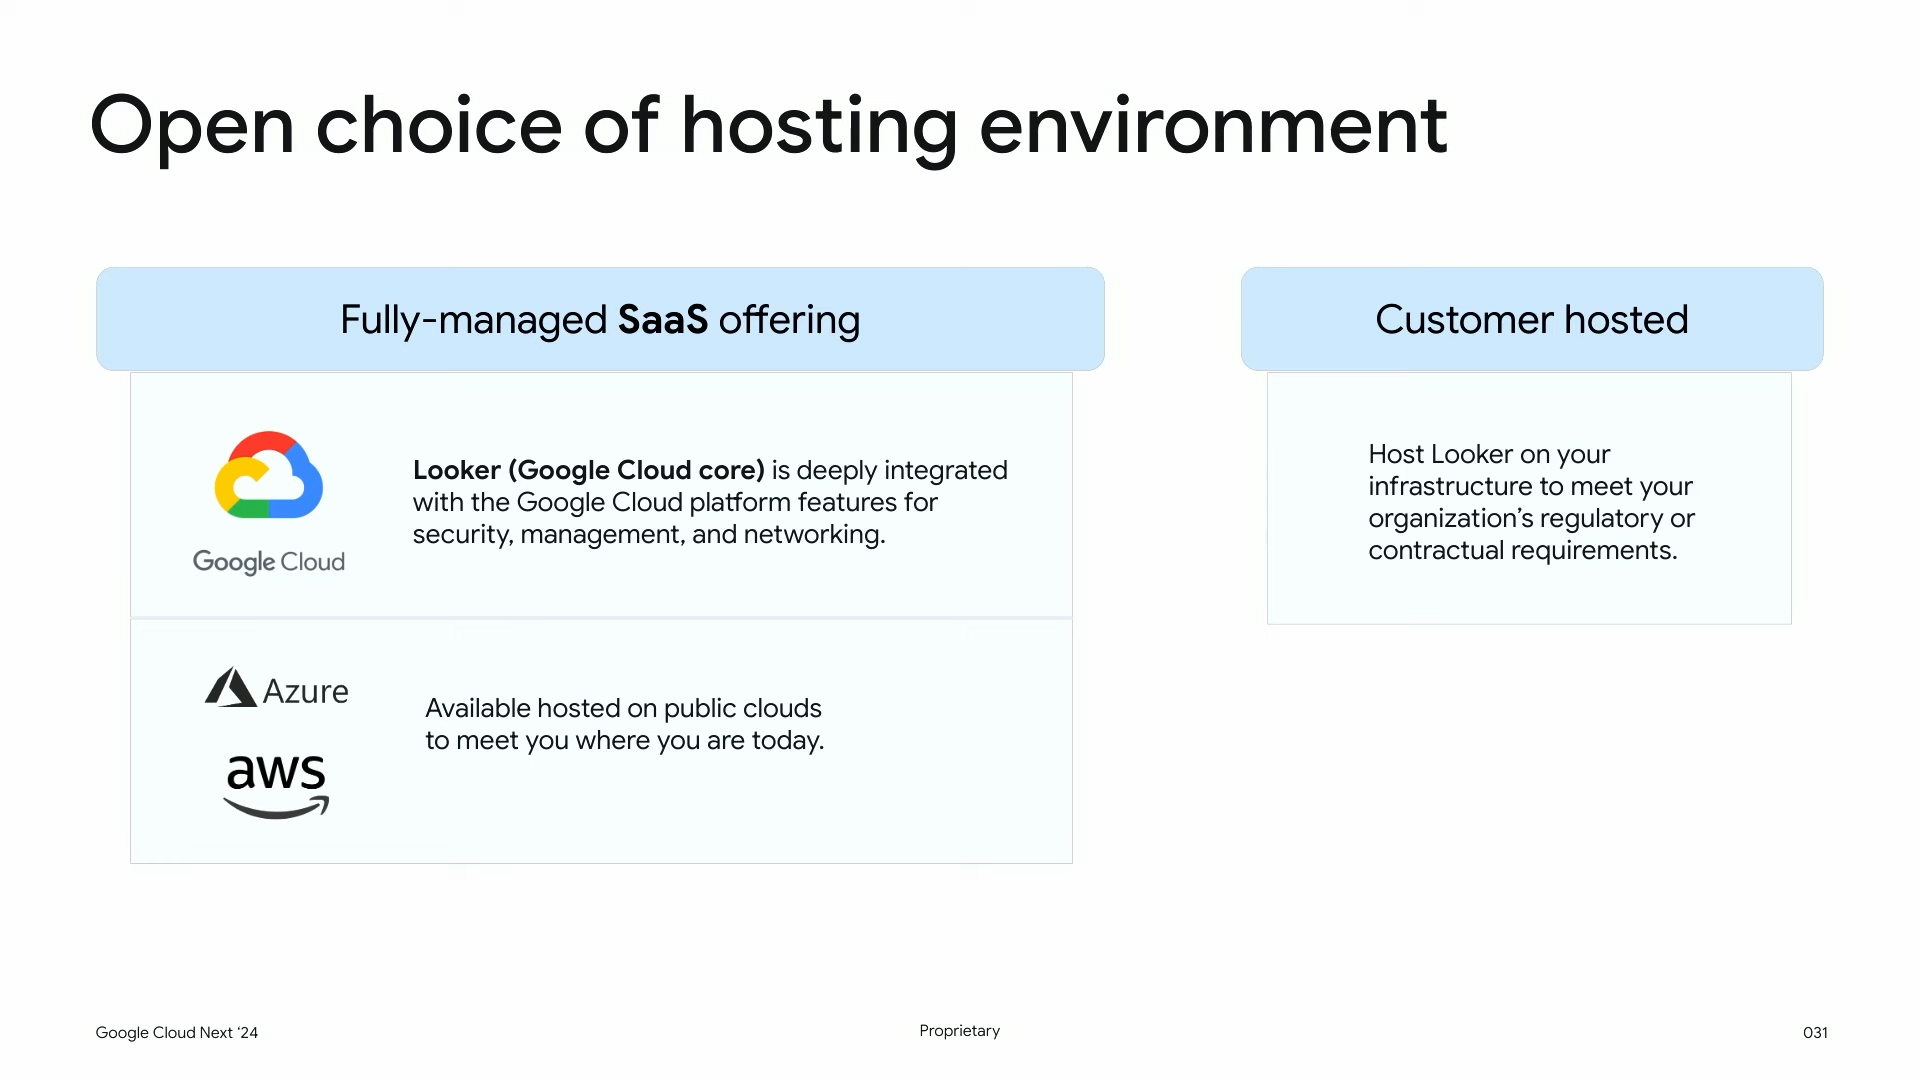 Open choice of hosting environment
Fully-managed SaaS offering
Google Cloud
Looker (Google Cloud core) is deeply integrated
with the Google Cloud platform features for
security, management, and networking.
Azure
aws
Available hosted on public clouds
to meet you where you are today.
Customer hosted
Host Looker on your
infrastructure to meet your
organization’s regulatory or
contractual requirements.
Google Cloud Next ‘24
Proprietary
031